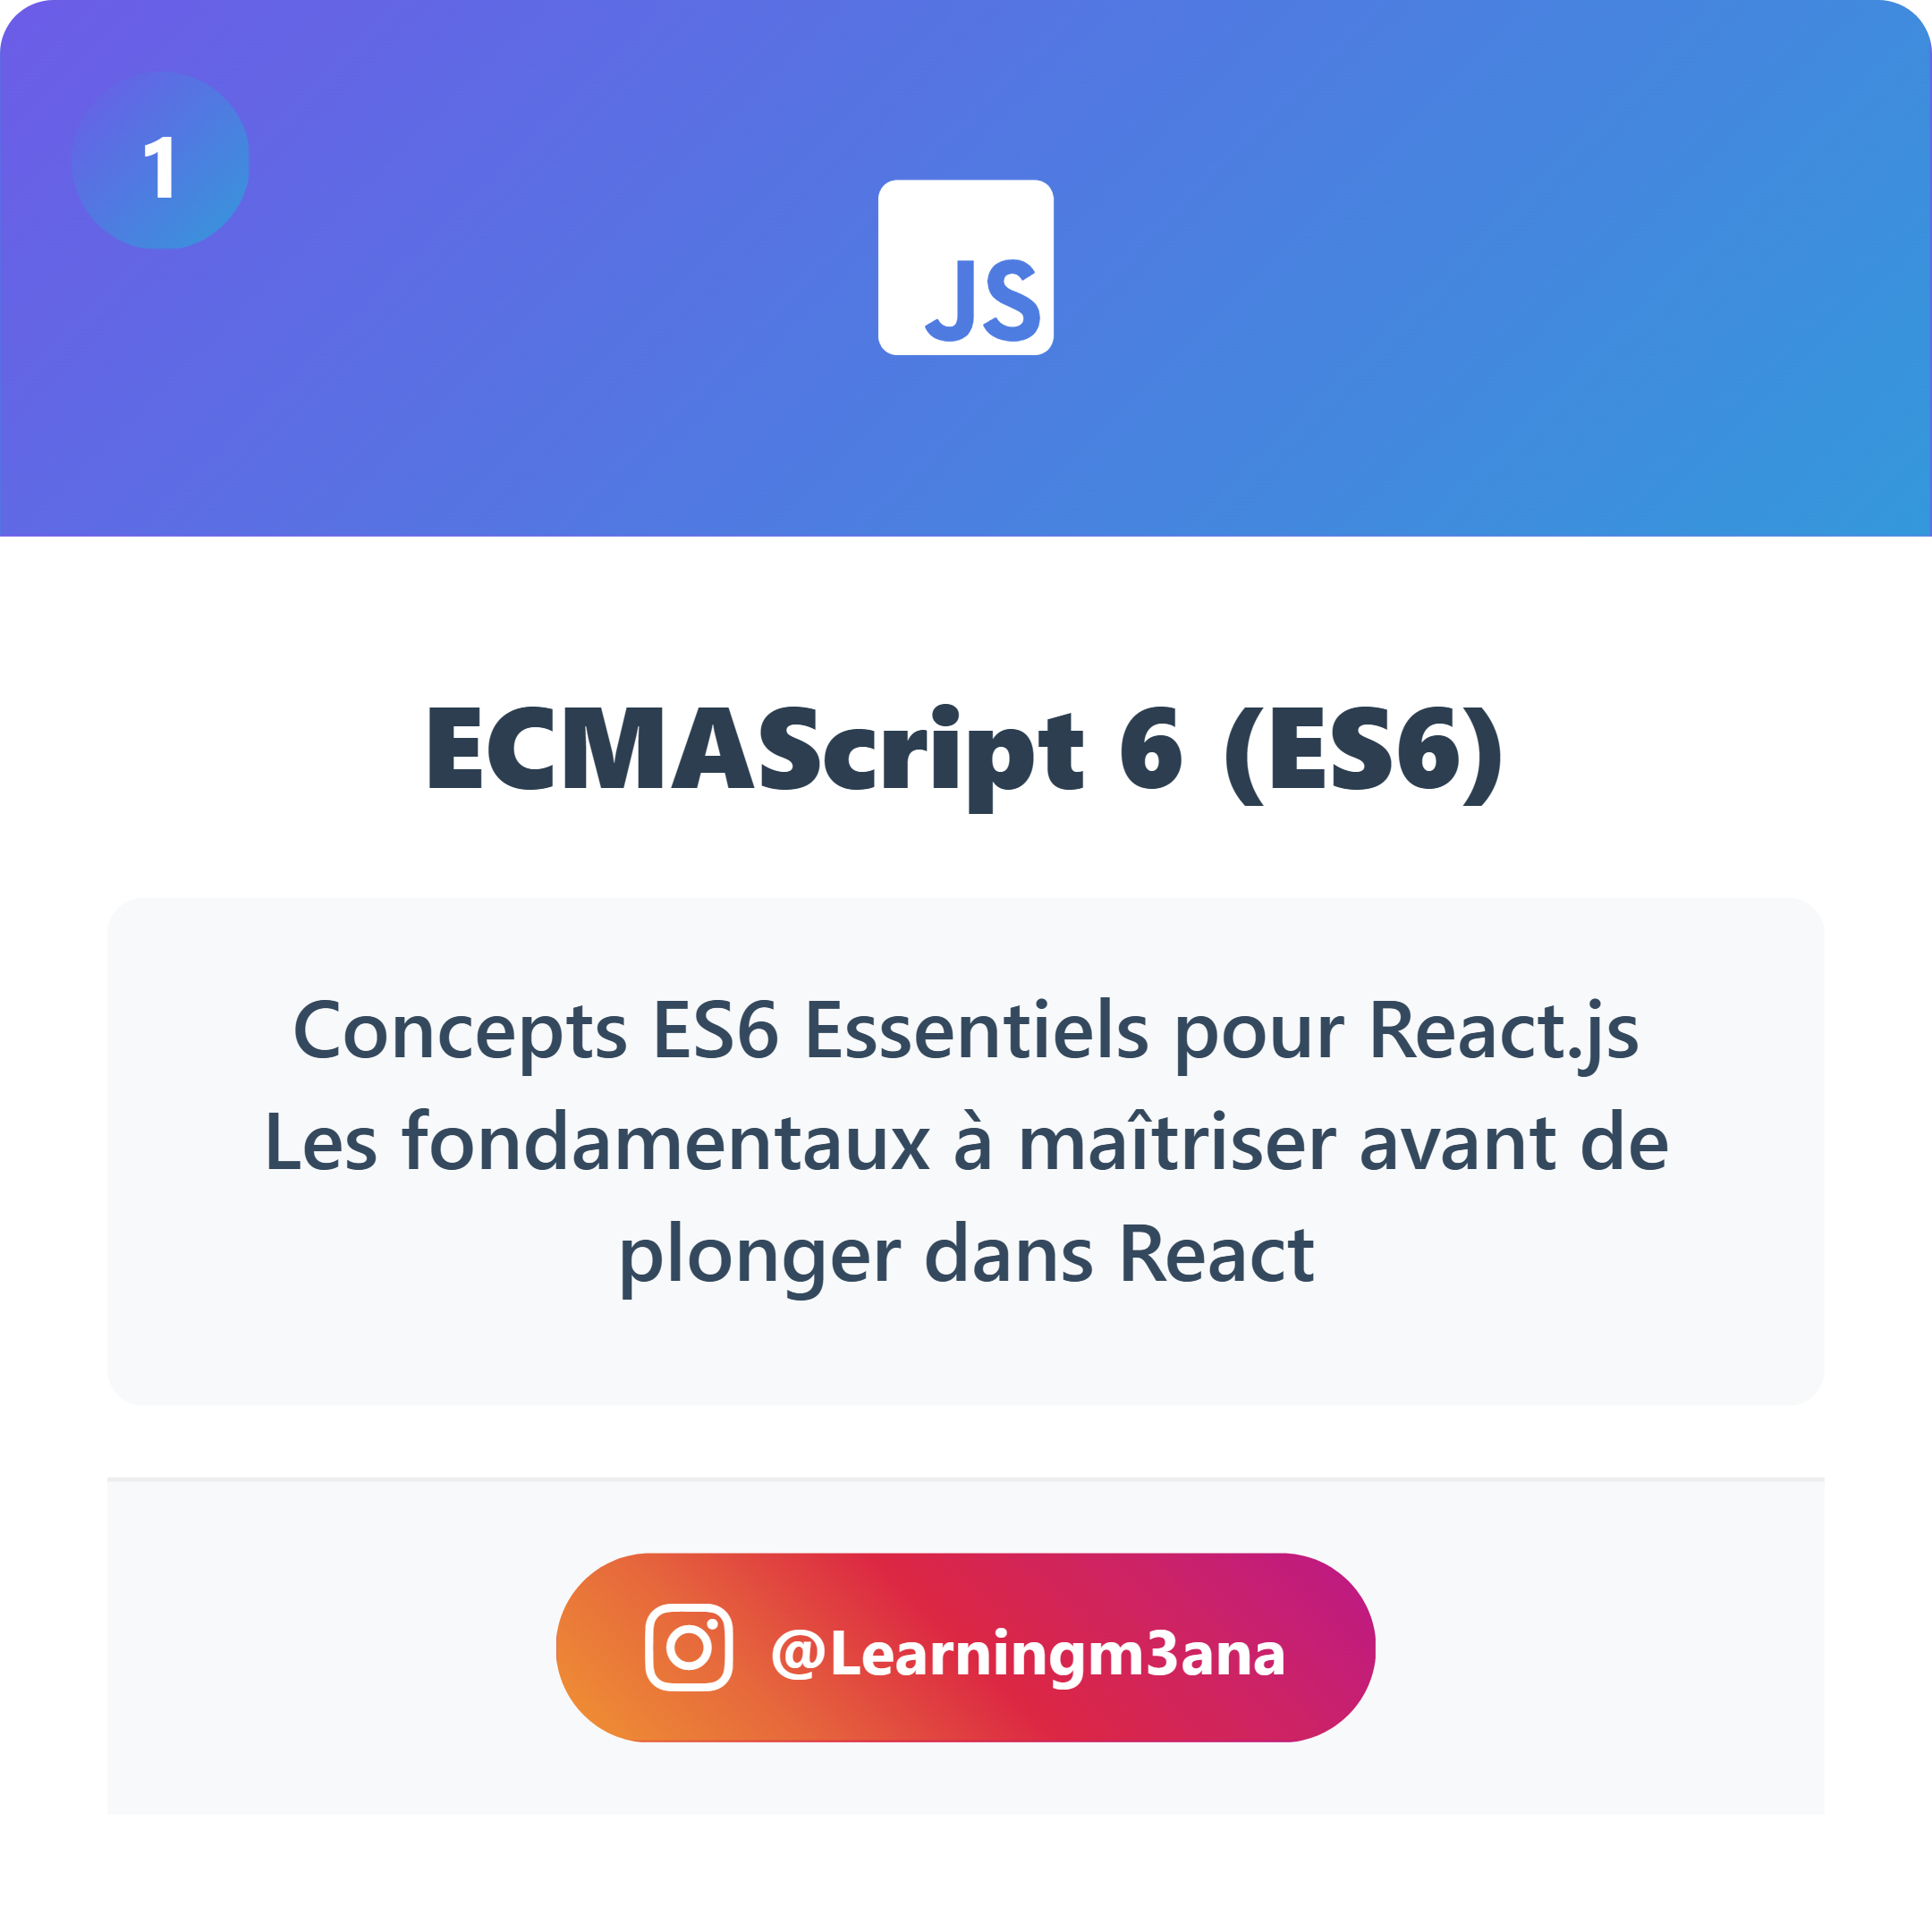 1
JS
ECMAScript 6 (ES6)
Concepts ES6 Essentiels pour React.js
Les fondamentaux à maîtriser avant de
plonger dans React
@Learningm3ana